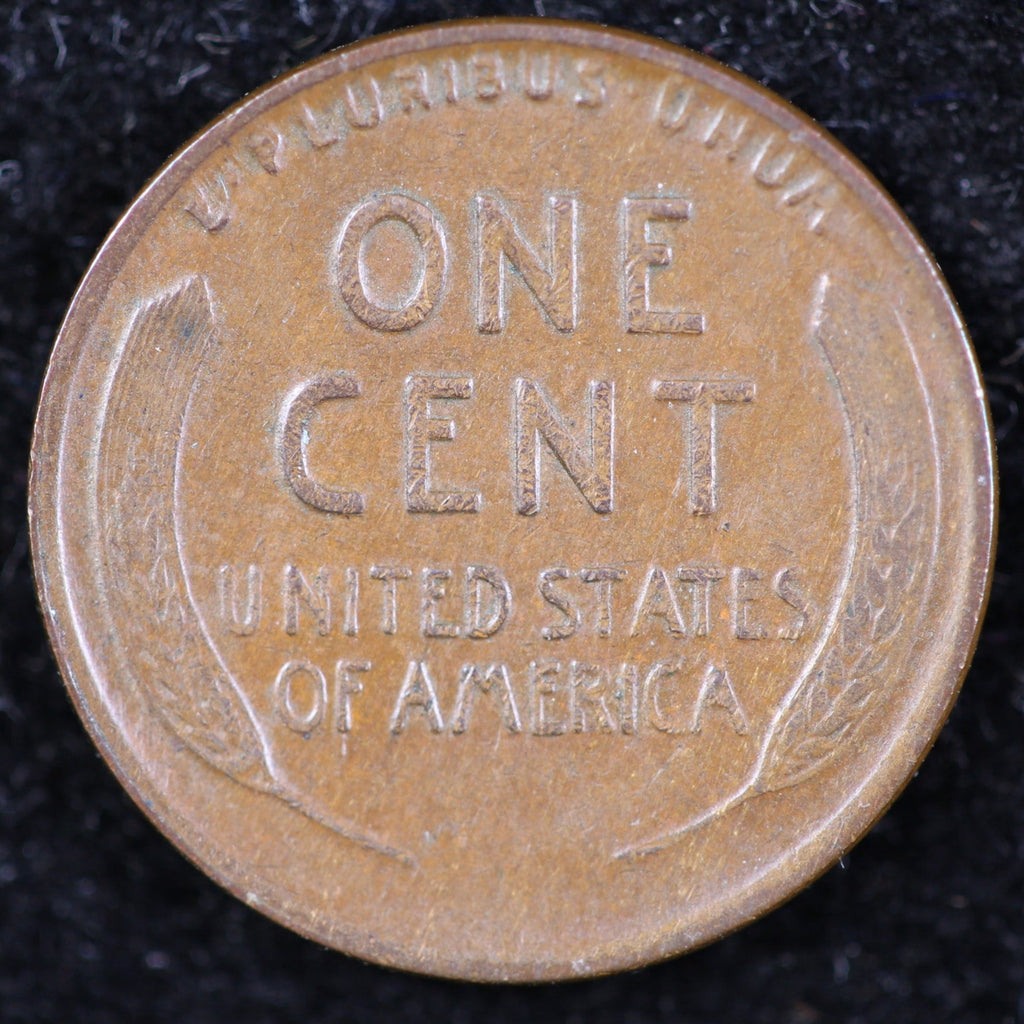 E·PLURIBUS·UNUM
ONE
CENT
UNITED STATES
OF AMERICA